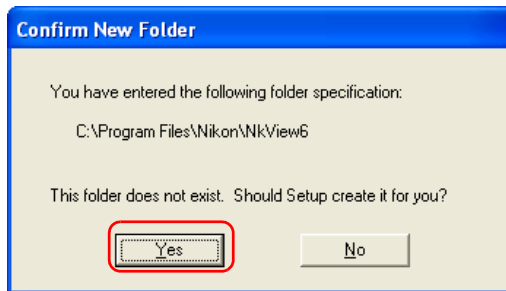 Confirm New Folder
You have entered the following folder specification:
C:\Program Files\Nikon\NkView6
This folder does not exist. Should Setup create it for you?
Yes
No